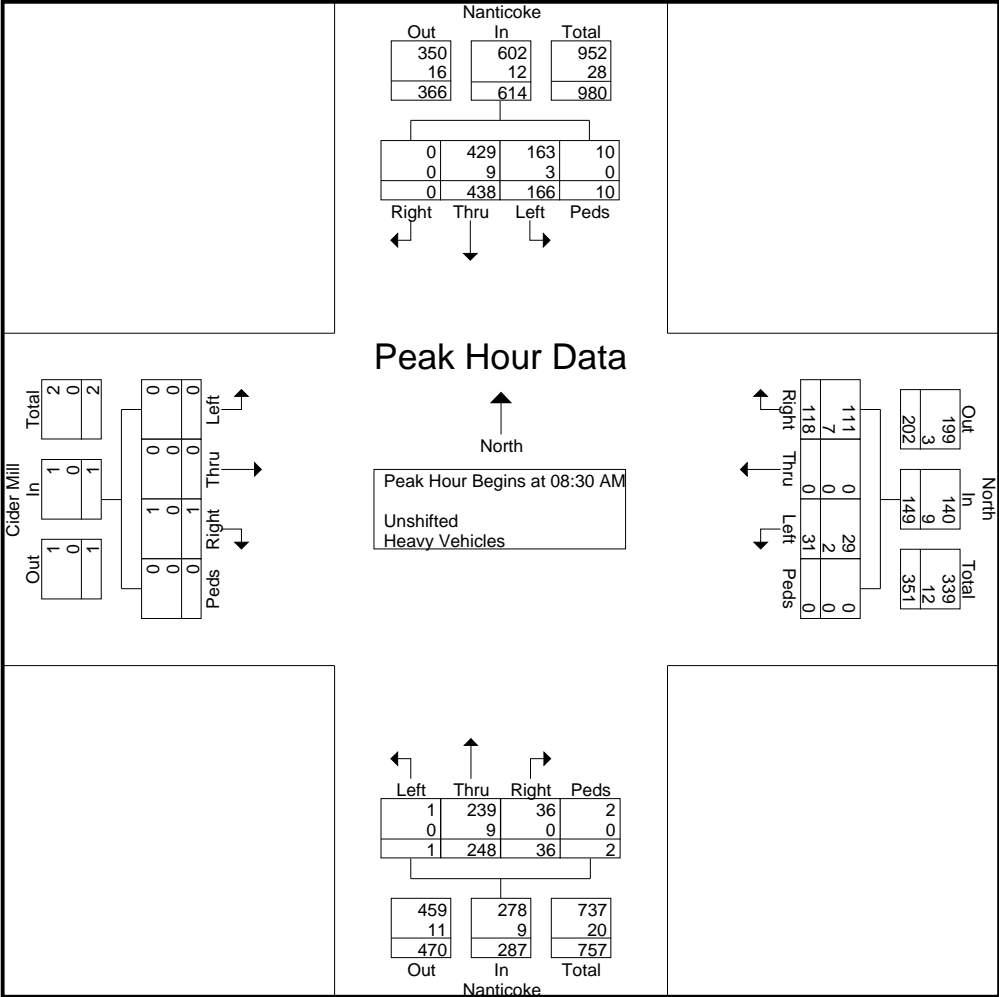 Nanticoke
Out In Total
350 602 952
16 12 28
366 614 980
0 429 163 10
0 9 3 0
0 438 166 10
Right Thru Left Peds
Peak Hour Data
North
Peak Hour Begins at 08:30 AM
Unshifted
Heavy Vehicles
Cider Mill
Total In Out
2 1 1
0 0 0
2 1 1
0 0 1 0
0 0 0 0
0 0 1 0
Left Thru Right Peds
North
Out In Total
199 140 339
3 9 12
202 149 351
111 0 29 0
7 0 2 0
118 0 31 0
Right Thru Left Peds
Left Thru Right Peds
1 239 36 2
0 9 0 0
1 248 36 2
459 278 737
11 9 20
470 287 757
Out In Total
Nanticoke